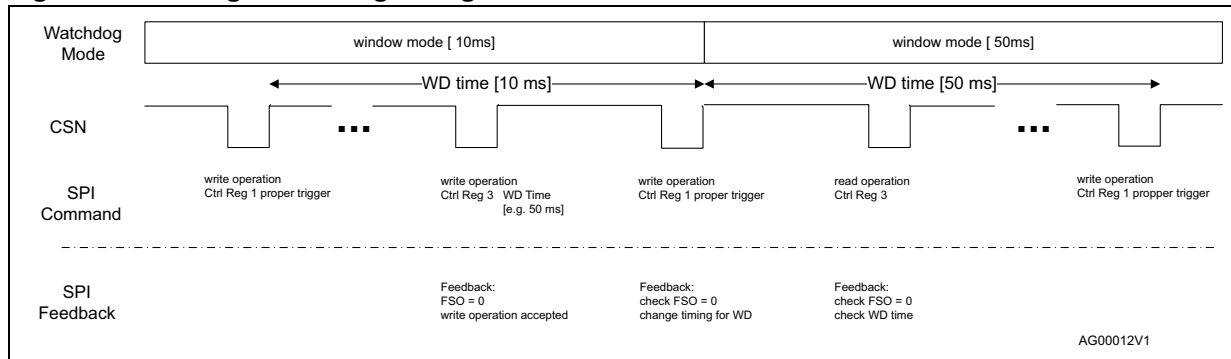 Watchdog
Mode
window mode [ 10ms]
window mode [ 50ms]
WD time [10 ms]
WD time [50 ms]
CSN
...
...
SPI
Command
write operation
Ctrl Reg 1 proper trigger
write operation
Ctrl Reg 3 WD Time
[e.g. 50 ms]
write operation
Ctrl Reg 1 proper trigger
read operation
Ctrl Reg 3
write operation
Ctrl Reg 1 propper trigger
SPI
Feedback
Feedback:
FSO = 0
write operation accepted
Feedback:
check FSO = 0
change timing for WD
Feedback:
check FSO = 0
check WD time
AG00012V1